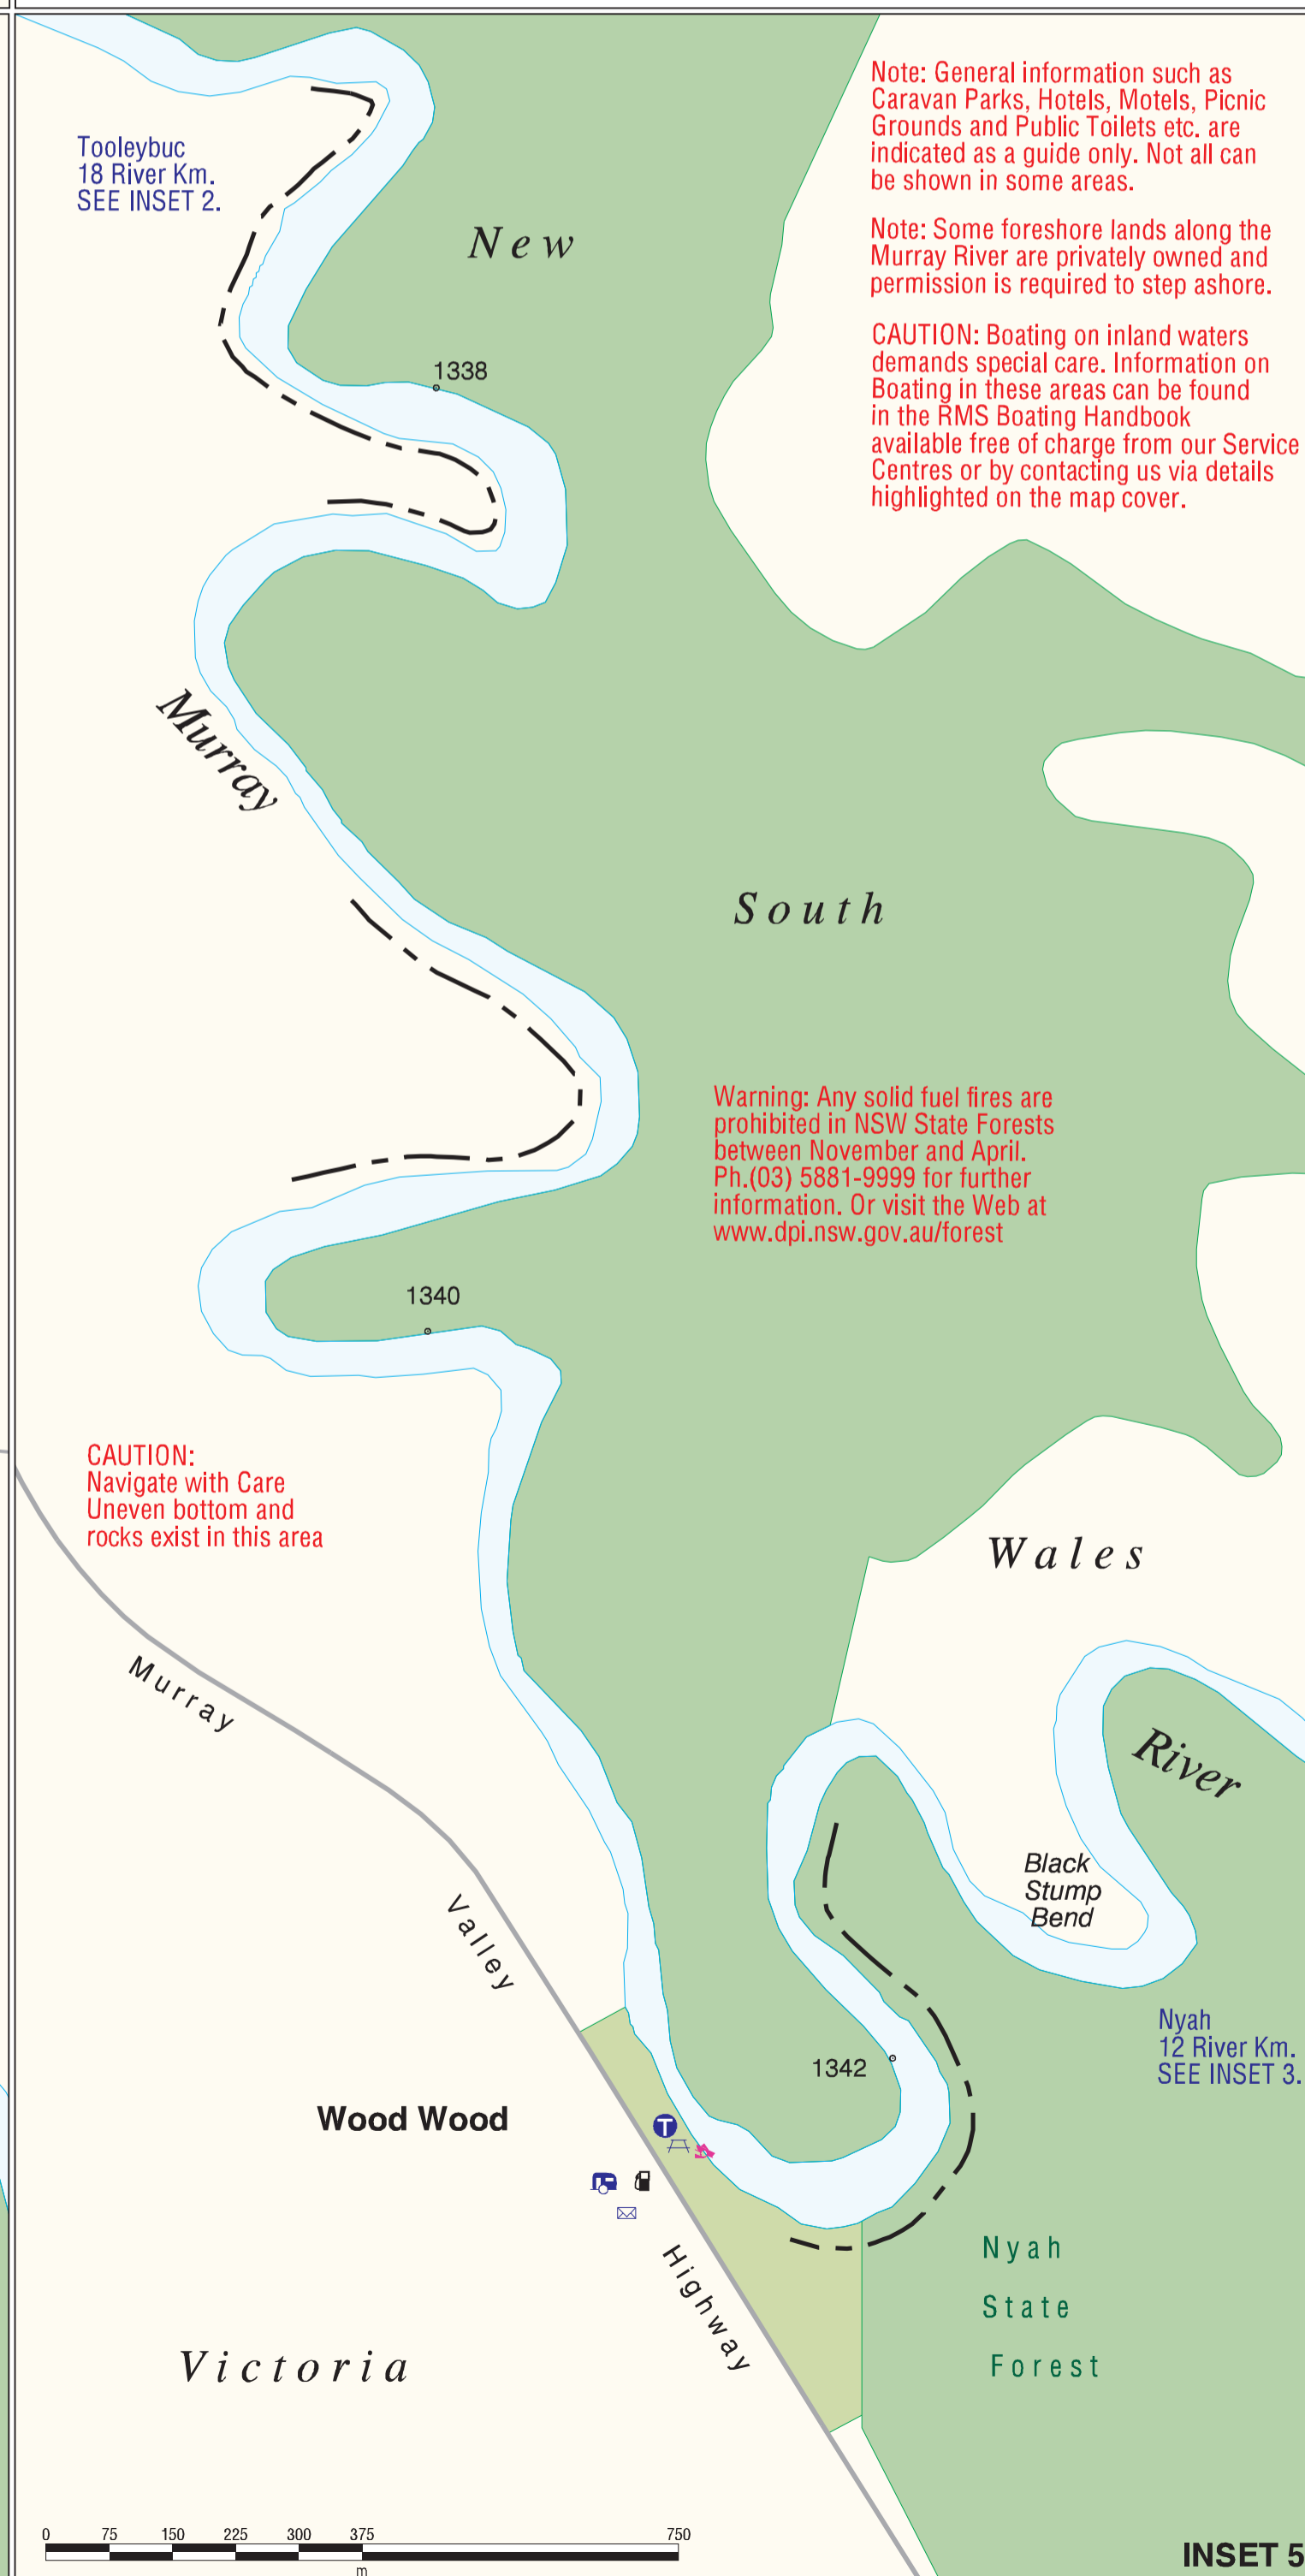 Note: General information such as
Caravan Parks, Hotels, Motels, Picnic
Grounds and Public Toilets etc. are
indicated as a guide only. Not all can
be shown in some areas.
Tooleybuc
18 River Km.
SEE INSET 2.
New
Note: Some foreshore lands along the
Murray River are privately owned and
permission is required to step ashore.
CAUTION: Boating on inland waters
demands special care. Information on
Boating in these areas can be found
in the RMS Boating Handbook
available free of charge from our Service
Centres or by contacting us via details
highlighted on the map cover.
1338
Murray
South
Warning: Any solid fuel fires are
prohibited in NSW State Forests
between November and April.
Ph.(03) 5881-9999 for further
information. Or visit the Web at
www.dpi.nsw.gov.au/forest
1340
CAUTION:
Navigate with Care
Uneven bottom and
rocks exist in this area
Wales
Murray
River
Black
Stump
Bend
Valley
Nyah
12 River Km.
SEE INSET 3.
1342
Wood Wood
T
Highway
Nyah
State
Forest
Victoria
0 75 150 225 300 375 750
m
INSET 5